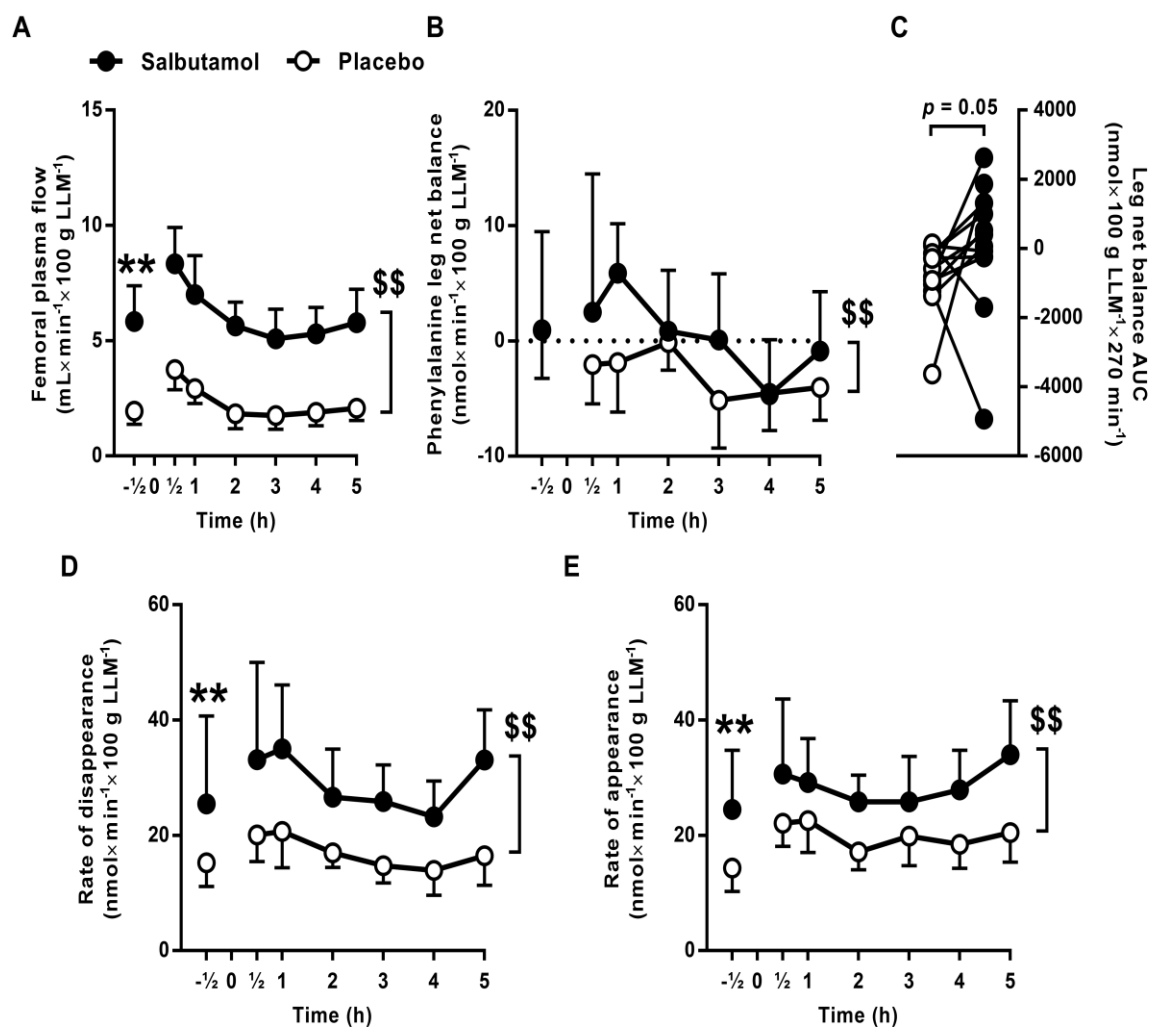 A
B
C
Salbutamol
Placebo
15
10
5
0
Femoral plasma flow
(mL× min⁻¹× 100 g LLM⁻¹)
**
$$
-½ 0 ½ 1 2 3 4 5
Time (h)
20
10
0
-10
Phenylalanine leg net balance
(nmol× min⁻¹× 100 g LLM⁻¹)
$$
-½ 0 ½ 1 2 3 4 5
Time (h)
p = 0.05
4000
2000
0
-2000
-4000
-6000
Leg net balance AUC
(nmol×100 g LLM⁻¹×270 min⁻¹)
D
E
60
40
20
0
Rate of disappearance
(nmol× min⁻¹× 100 g LLM⁻¹)
**
$$
-½ 0 ½ 1 2 3 4 5
Time (h)
60
40
20
0
Rate of appearance
(nmol× min⁻¹× 100 g LLM⁻¹)
**
$$
-½ 0 ½ 1 2 3 4 5
Time (h)